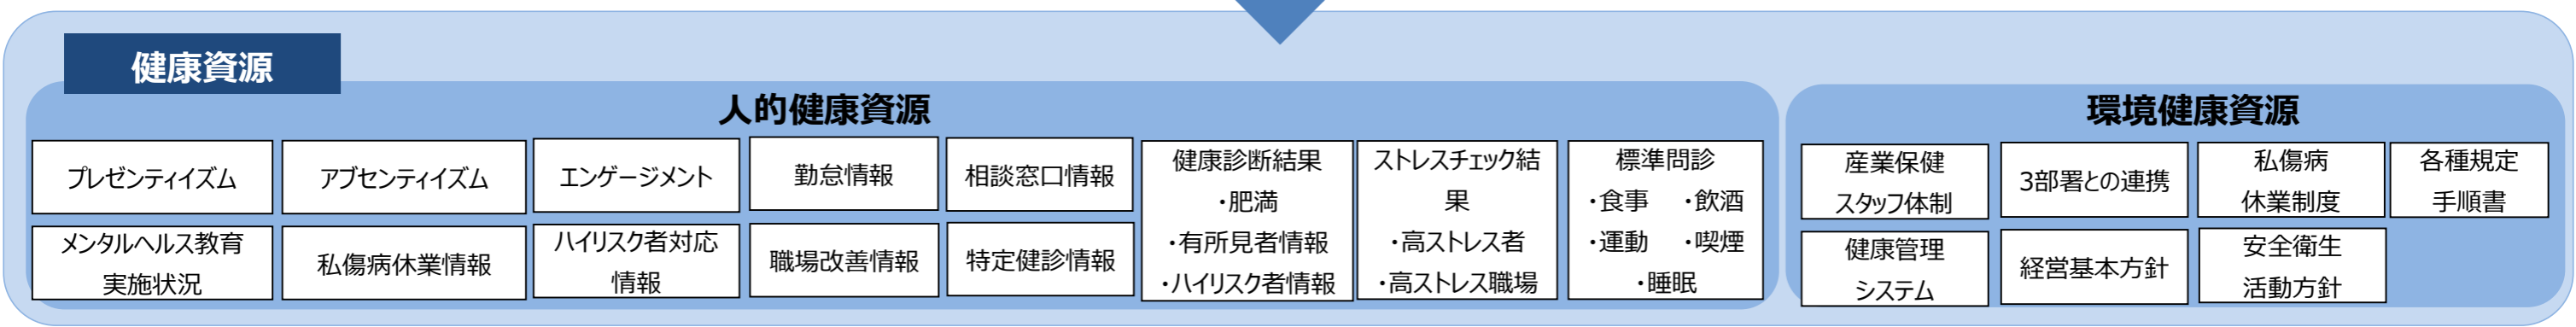 健康資源
人的健康資源
プレゼンティイズム
アブセンティイズム
エンゲージメント
勤怠情報
相談窓口情報
メンタルヘルス教育
実施状況
私傷病休業情報
ハイリスク者対応
情報
職場改善情報
特定健診情報
健康診断結果
・肥満
・有所見者情報
・ハイリスク者情報
ストレスチェック結
果
・高ストレス者
・高ストレス職場
標準問診
・食事 ・飲酒
・運動 ・喫煙
・睡眠
環境健康資源
産業保健
スタッフ体制
3部署との連携
私傷病
休業制度
各種規定
手順書
健康管理
システム
経営基本方針
安全衛生
活動方針